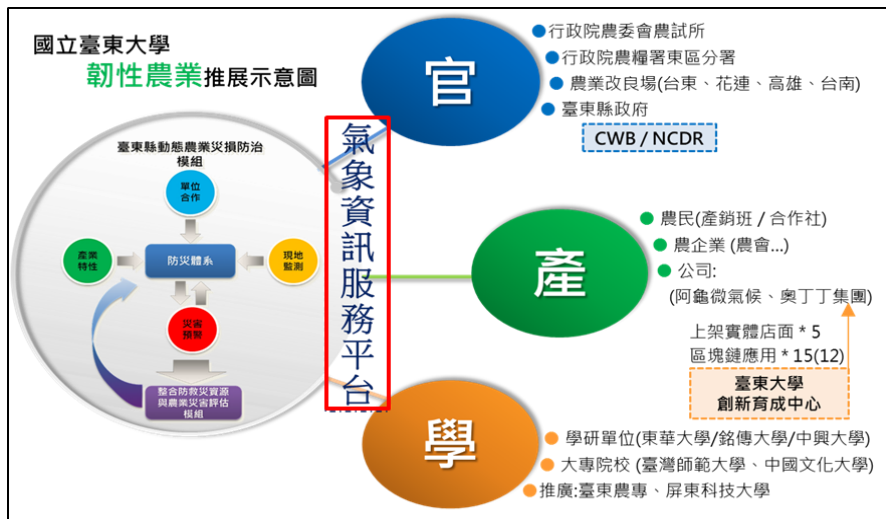 國立臺東大學
韌性農業推展示意圖
臺東縣動態農業災損防治
模組
單位
合作
產業
特性
防災體系
現地
監測
災害
預警
整合防救災資源
與農業災害評估
模組
氣象資訊服務平台
官
行政院農委會農試所
行政院農糧署東區分署
農業改良場(台東、花連、高雄、台南)
臺東縣政府
CWB / NCDR
產
農民(產銷班 / 合作社)
農企業 (農會...)
公司:
(阿龜微氣候、奧丁丁集團)
上架實體店面 * 5
區塊鏈應用 * 15(12)
臺東大學
創新育成中心
學
學研單位(東華大學/銘傳大學/中興大學)
大專院校 (臺灣師範大學、中國文化大學)
推廣:臺東農專、屏東科技大學